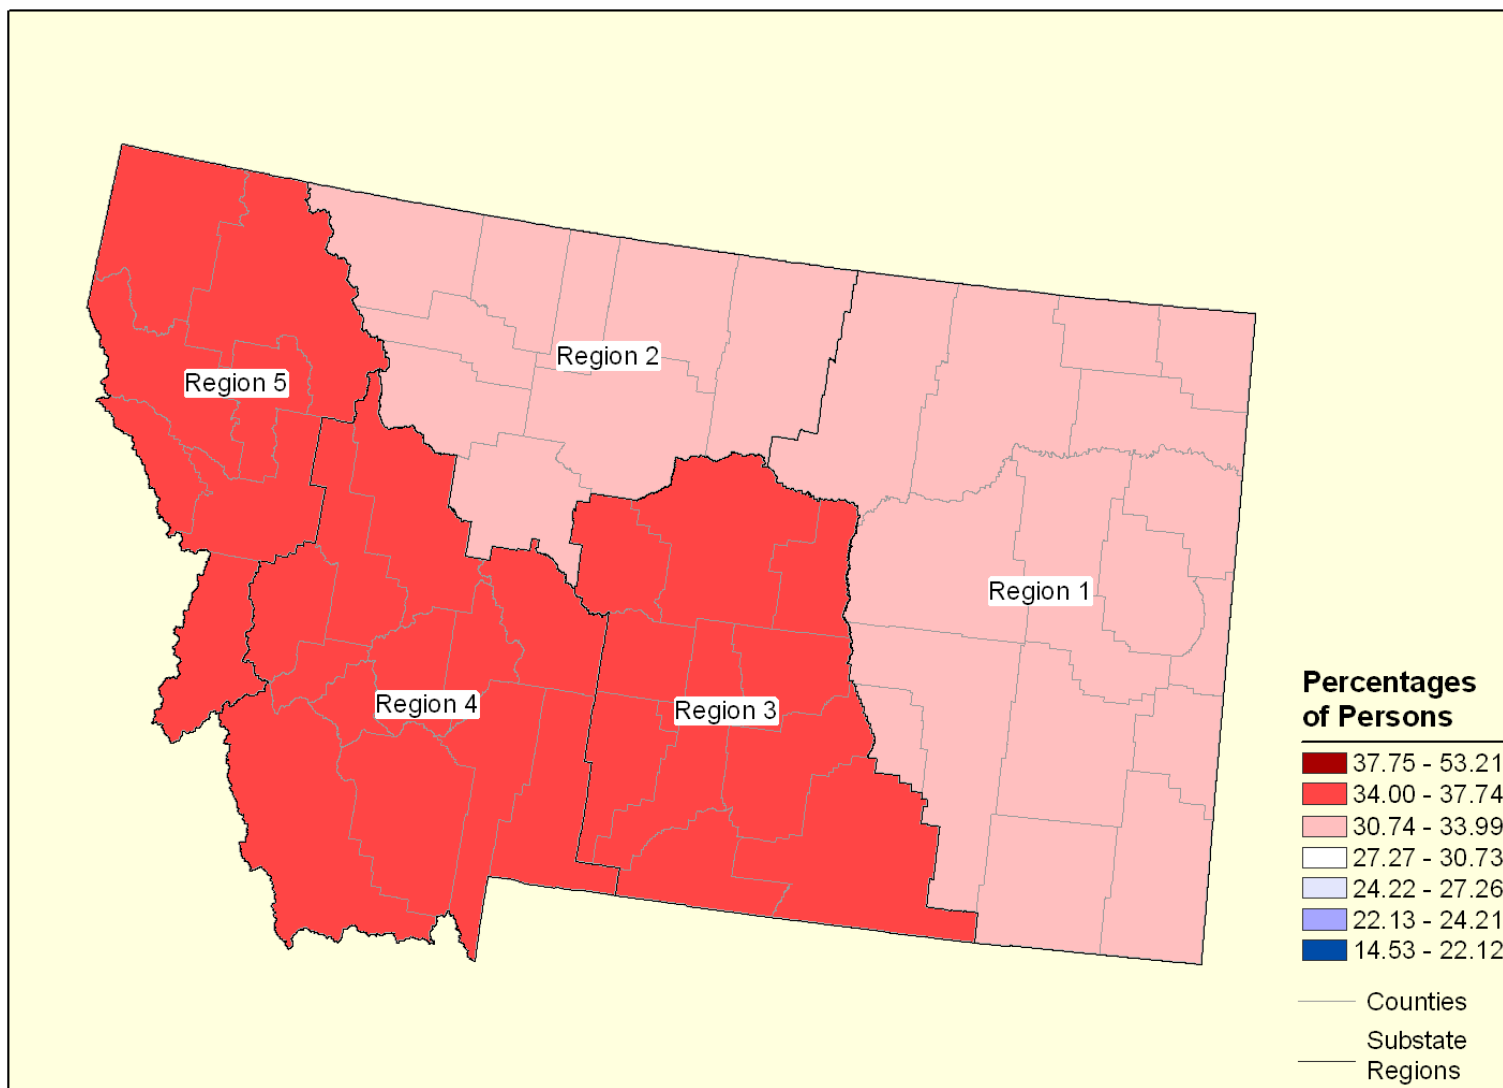 Region 2
Region 5
Region 1
Region 4
Region 3
Percentages
of Persons
37.75 - 53.21
34.00 - 37.74
30.74 - 33.99
27.27 - 30.73
24.22 - 27.26
22.13 - 24.21
14.53 - 22.12
Counties
Substate
Regions